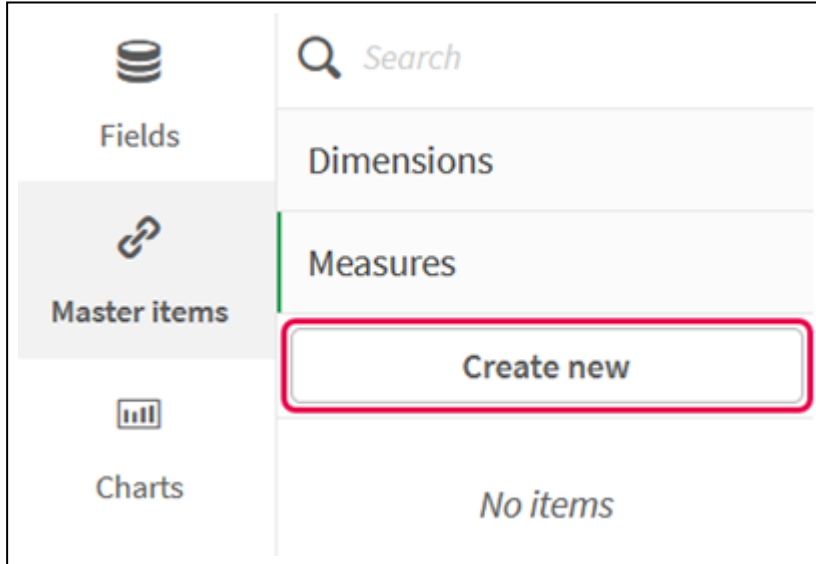 Fields
Master items
Charts
Search
Dimensions
Measures
Create new
No items